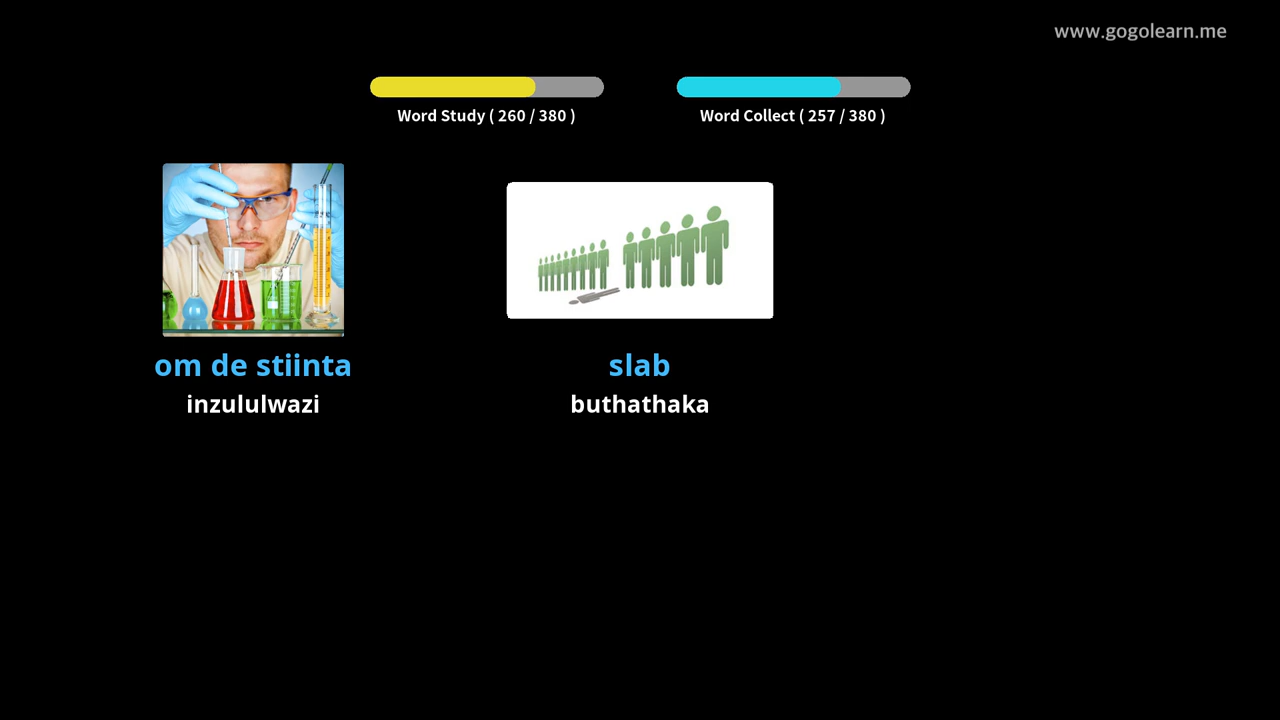 www.gogolearn.me
Word Study ( 260 / 380 )
Word Collect ( 257 / 380 )
om de stiinta
inzululwazi
slab
buthathaka